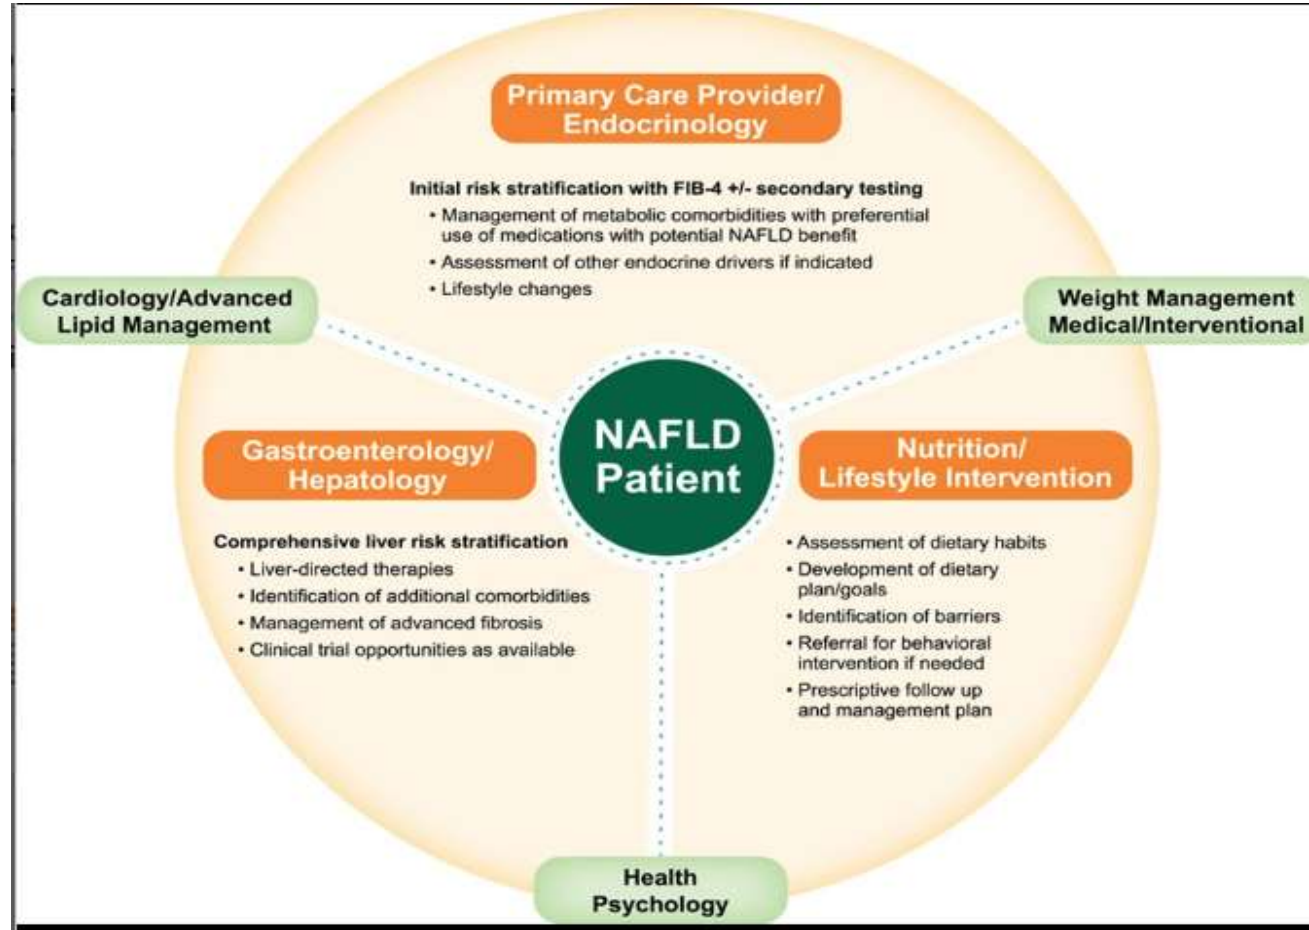 Primary Care Provider/
Endocrinology
Initial risk stratification with FIB-4 +/- secondary testing
• Management of metabolic comorbidities with preferential
use of medications with potential NAFLD benefit
• Assessment of other endocrine drivers if indicated
• Lifestyle changes
Cardiology/Advanced
Lipid Management
Weight Management
Medical/Interventional
NAFLD
Patient
Gastroenterology/
Hepatology
Comprehensive liver risk stratification
• Liver-directed therapies
• Identification of additional comorbidities
• Management of advanced fibrosis
• Clinical trial opportunities as available
Nutrition/
Lifestyle Intervention
• Assessment of dietary habits
• Development of dietary
plan/goals
• Identification of barriers
• Referral for behavioral
intervention if needed
• Prescriptive follow up
and management plan
Health
Psychology